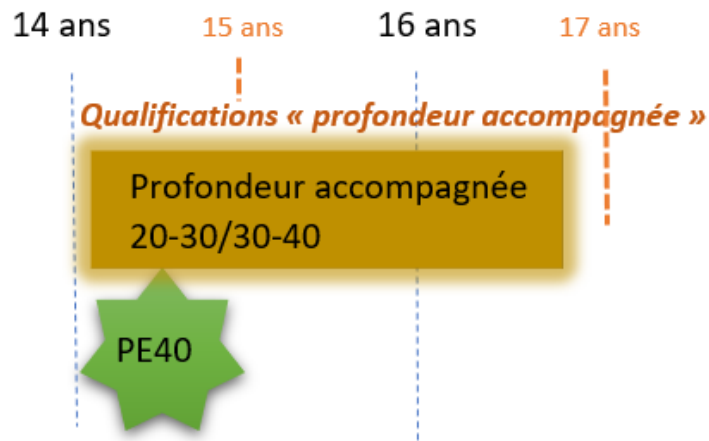 14 ans 15 ans 16 ans 17 ans
Qualifications « profondeur accompagnée »
Profondeur accompagnée
20-30/30-40
PE40